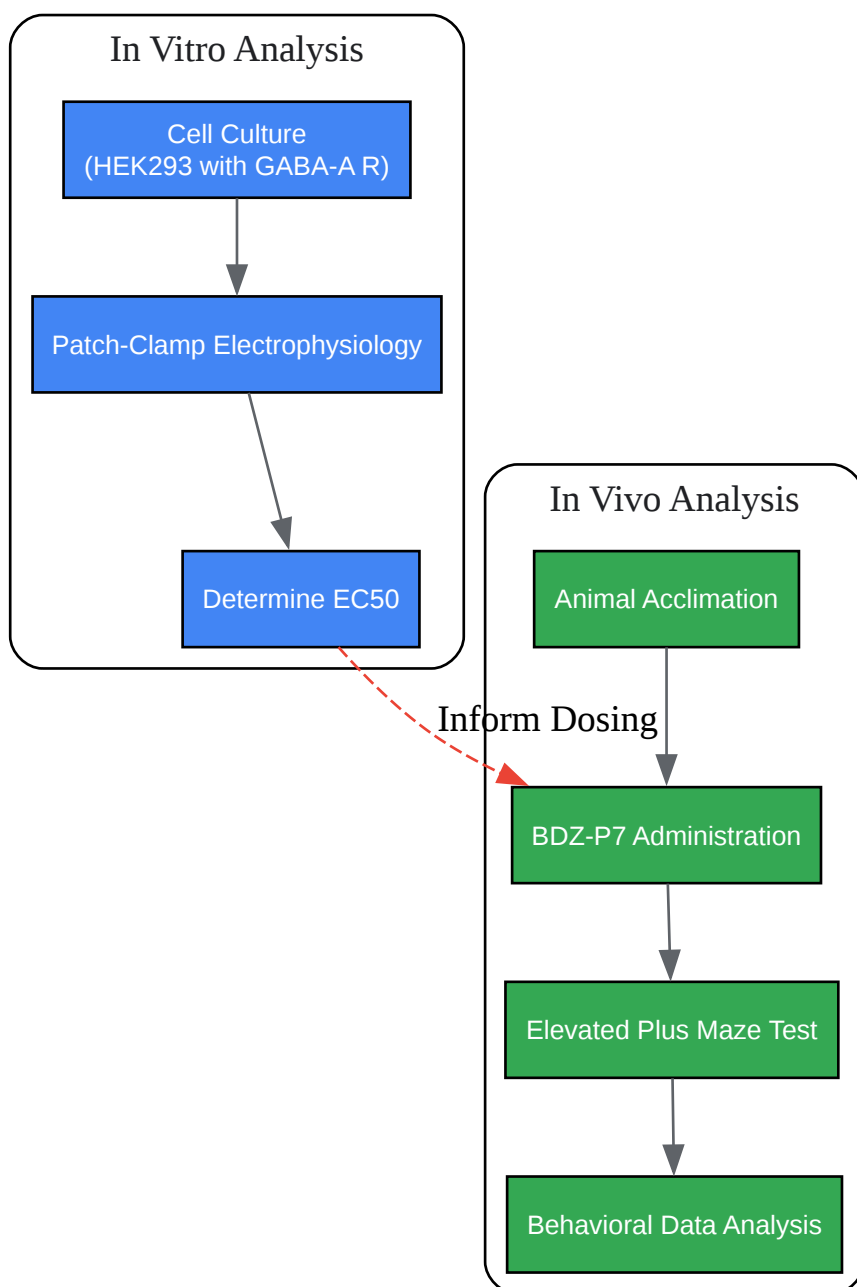 In Vitro Analysis
Cell Culture
(HEK293 with GABA-A R)
Patch-Clamp Electrophysiology
Determine EC50
In Vivo Analysis
Animal Acclimation
Inform Dosing
BDZ-P7 Administration
Elevated Plus Maze Test
Behavioral Data Analysis